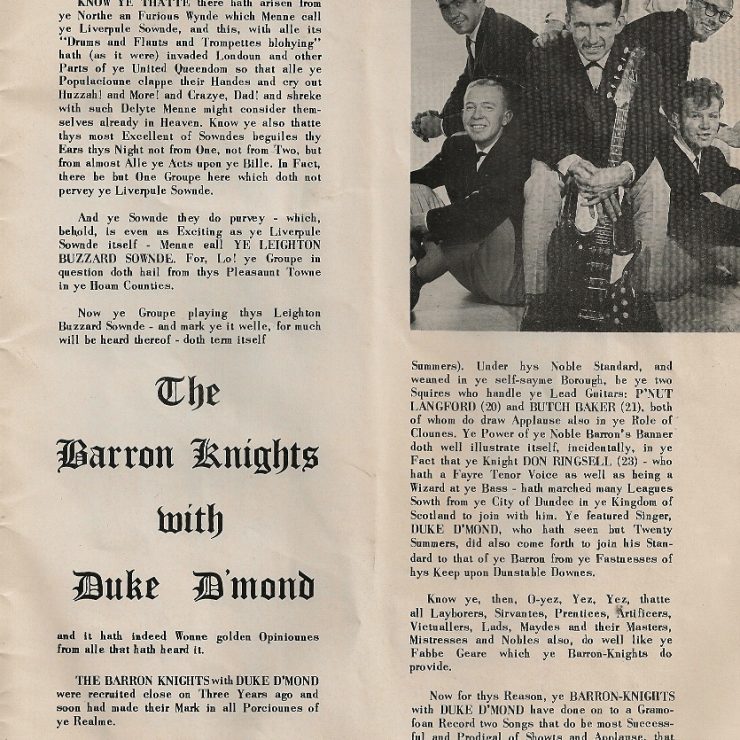 KNOW YE THATTE there hath arisen from
ye Northe an Furious Wynde which Menne call
ye Liverpule Sownde, and this, with alle its
"Drums and Flants and Trompettes blohying"
hath (as it were) invaded Londoun and other
Parts of ye United Queendom so that alle ye
Populacioune clappe their Handes and cry out
Huzzah! and More! and Crazye, Dad! and shreke
with such Delyte Menne might consider them-
selves already in Heaven. Know ye also thatte
thys most Excellent of Sowndes beguiles thy
Ears thys Night not from One, not from Two, but
from almost Alle ye Acts upon ye Bille. In Fact,
there be but One Groupe here which doth not
pervey ye Liverpule Sownde.
And ye Sownde they do purvey - which,
behold, is even as Exciting as ye Liverpule
Sownde itself - Menne call YE LEIGHTON
BUZZARD SOWNDE. For, Lo! ye Groupe in
question doth hail from thys Pleasaunt Towne
in ye Hoam Counties.
Now ye Groupe playing thys Leighton
Buzzard Sownde - and mark ye it welle, for much
will be heard thereof - doth term itself
The
Barron Knights
with
Duke D'mond
and it hath indeed Wonne golden Opiniounes
from alle that hath heard it.
THE BARRON KNIGHTS with DUKE D'MOND
were recruited close on Three Years ago and
soon had made their Mark in all Porciounes of
ye Realme.
Summers). Under hys Noble Standard, and
weaned in ye self-sayme Borough, be ye two
Squires who handle ye Lead Guitars: P'NUT
LANGFORD (20) and BUTCH BAKER (21), both
of whom do draw Applause also in ye Role of
Clounes. Ye Power of ye Noble Barron's Banner
doth well illustrate itself, incidentally, in ye
Fact that ye Knight DON RINGSELL (23) - who
hath a Fayre Tenor Voice as well as being a
Wizard at ye Bass - hath marched many Leagues
Sowth from ye City of Dundee in ye Kingdom of
Scotland to join with him. Ye featured Singer,
DUKE D'MOND, who hath seen but Twenty
Summers, did also come forth to join his Stan-
dard to that of ye Barron from ye Fastnesses of
hys Keep upon Dunstable Downes.
Know ye, then, O-yez, Yez, Yez, thatte
all Layborers, Sirvantes, Prentices, Artificers,
Victuallers, Lads, Maydes and their Masters,
Mistresses and Nobles also, do well like ye
Fabbe Geare which ye Barron-Knights do
provide.
Now for thys Reason, ye BARRON-KNIGHTS
with DUKE D'MOND have done on to a Gramo-
foan Record two Songs that do be most Success-
ful and Prodigal of Showts and Applause, that